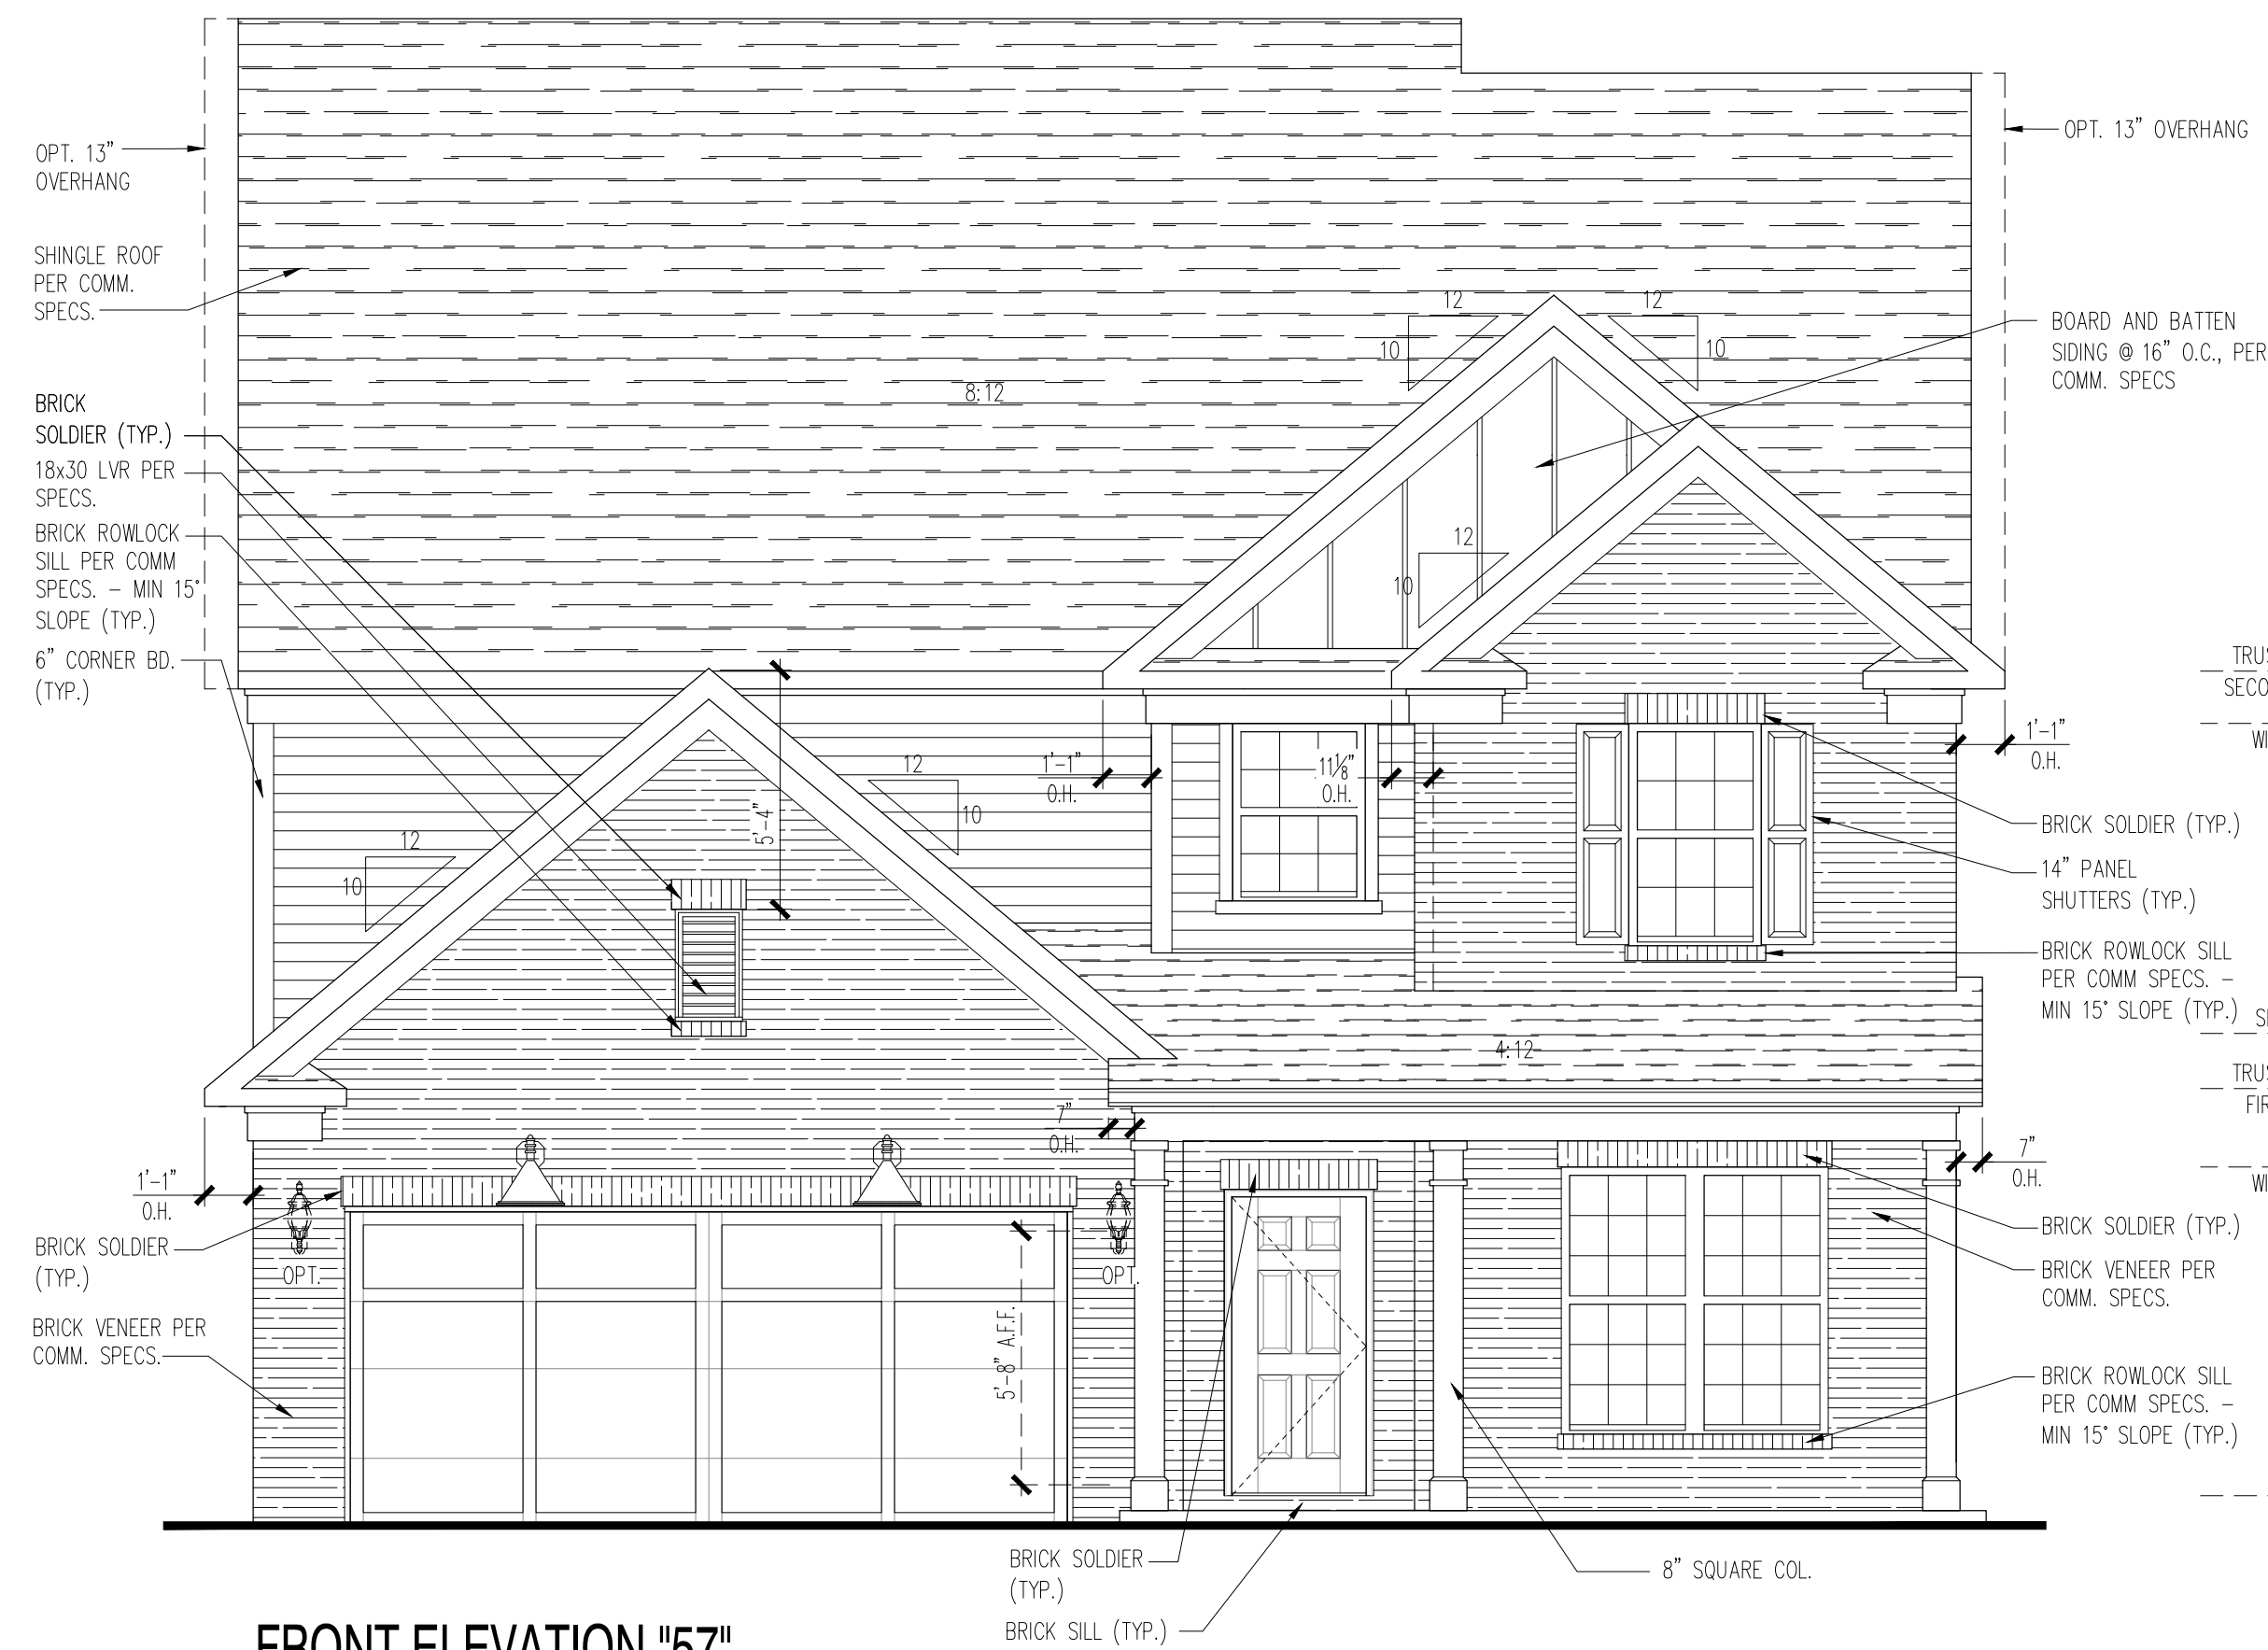 OPT. 13"
OVERHANG
SHINGLE ROOF
PER COMM.
SPECS.
BRICK
SOLDIER (TYP.)
18x30 LVR PER
SPECS.
BRICK ROWLOCK
SILL PER COMM
SPECS. – MIN 15°
SLOPE (TYP.)
6" CORNER BD.
(TYP.)
1'-1"
O.H.
BRICK SOLDIER
(TYP.)
BRICK VENEER PER
COMM. SPECS.
8:12
12
10
12
10
12
10
12
10
12
10
5'-4"
1'-1"
O.H.
11⅛"
O.H.
4:12
7"
O.H.
OPT.
OPT.
5'-8" A.F.F.
OPT. 13" OVERHANG
BOARD AND BATTEN
SIDING @ 16" O.C., PER
COMM. SPECS
1'-1"
O.H.
BRICK SOLDIER (TYP.)
14" PANEL
SHUTTERS (TYP.)
BRICK ROWLOCK SILL
PER COMM SPECS. –
MIN 15° SLOPE (TYP.)
7"
O.H.
BRICK SOLDIER (TYP.)
BRICK VENEER PER
COMM. SPECS.
BRICK ROWLOCK SILL
PER COMM SPECS. –
MIN 15° SLOPE (TYP.)
BRICK SOLDIER
(TYP.)
BRICK SILL (TYP.)
8" SQUARE COL.
FRONT ELEVATION "57"